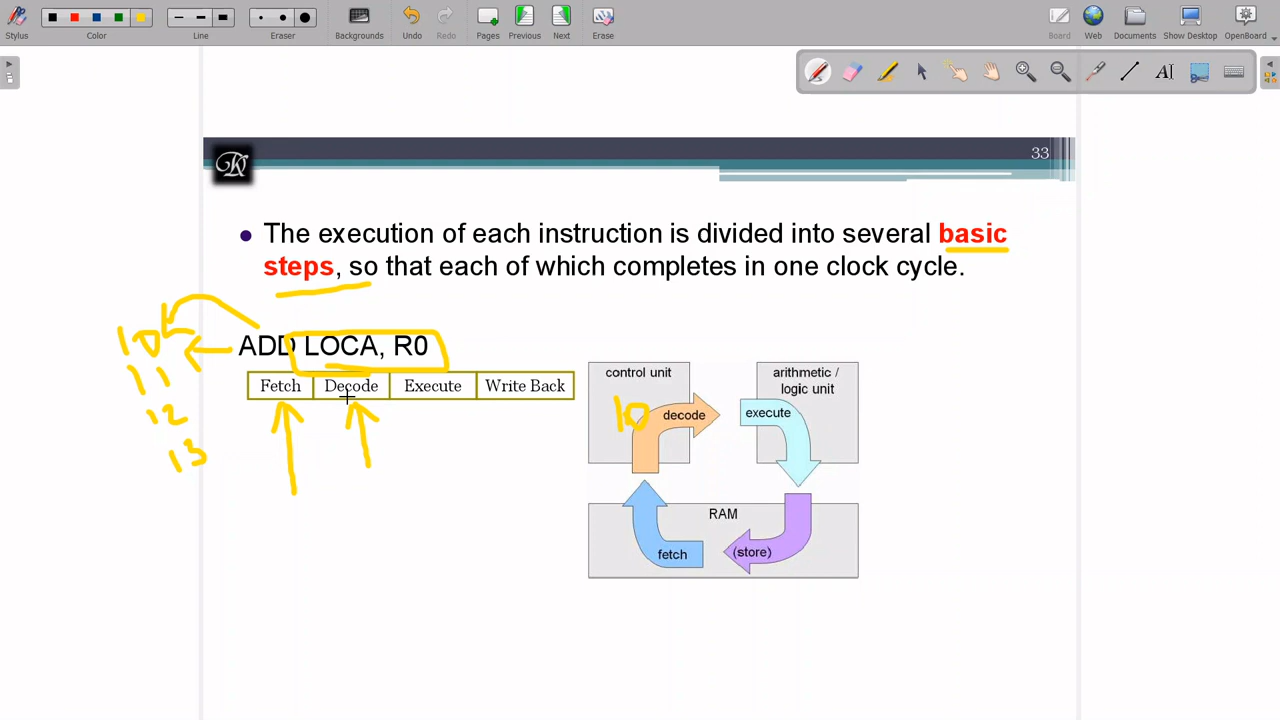 Stylus
Color
Line
Eraser
Backgrounds
Undo
Redo
Pages
Previous
Next
Erase
Board
Web
Documents
Show Desktop
OpenBoard
33
The execution of each instruction is divided into several basic
steps, so that each of which completes in one clock cycle.
10
ADD LOCA, R0
11
12
13
Fetch
Decode
Execute
Write Back
control unit
arithmetic /
logic unit
10
decode
execute
RAM
fetch
(store)